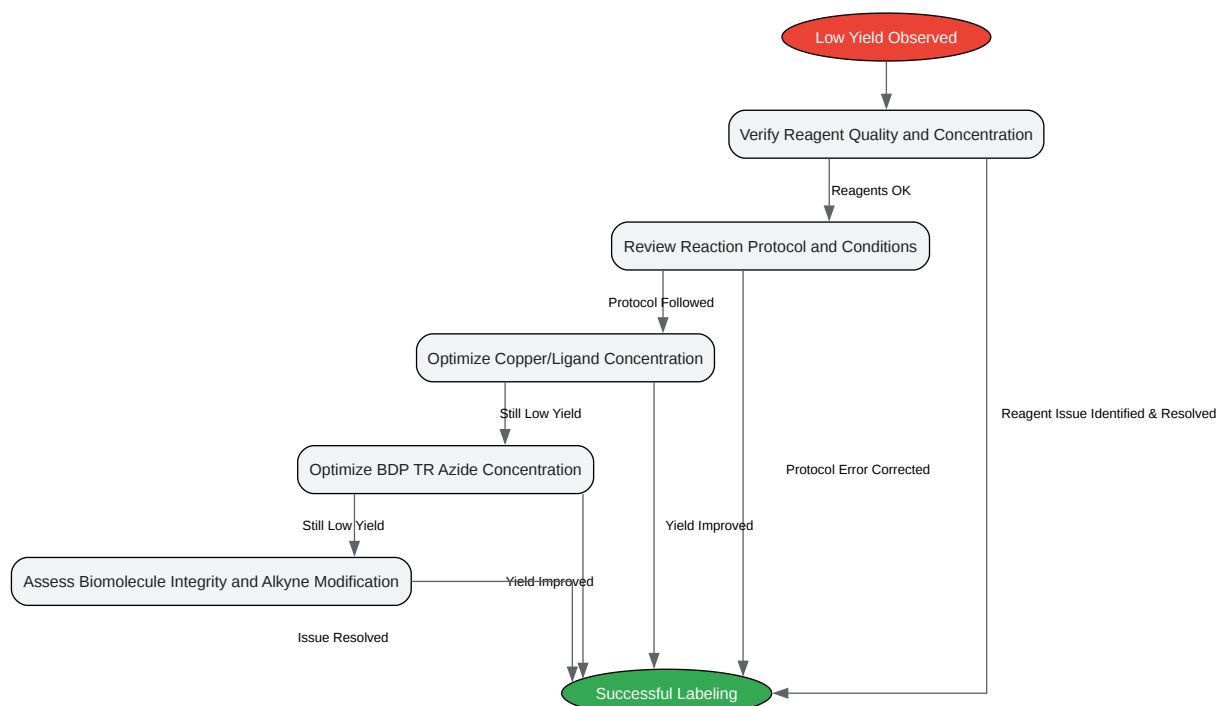 Low Yield Observed
Verify Reagent Quality and Concentration
Reagents OK
Review Reaction Protocol and Conditions
Protocol Followed
Optimize Copper/Ligand Concentration
Still Low Yield
Reagent Issue Identified & Resolved
Optimize BDP TR Azide Concentration
Protocol Error Corrected
Still Low Yield
Yield Improved
Assess Biomolecule Integrity and Alkyne Modification
Yield Improved
Issue Resolved
Successful Labeling